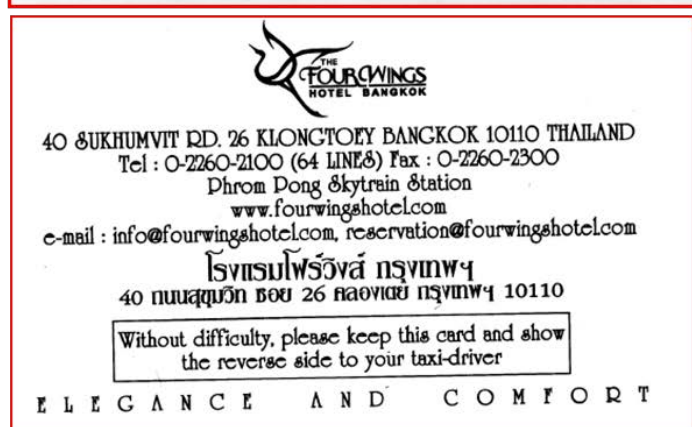 THE
FOUR WINGS
HOTEL BANGKOK
40 SUKHUMVIT RD. 26 KLONGTOEY BANGKOK 10110 THAILAND
Tel : 0-2260-2100 (64 LINES) Fax : 0-2260-2300
Phrom Pong Skytrain Station
www.fourwingshotel.com
e-mail : info@fourwingshotel.com, reservation@fourwingshotel.com
โรงแรมโฟร์วิงส์ กรุงเทพฯ
40 ถนนสุขุมวิท ซอย 26 คลองเตย กรุงเทพฯ 10110
Without difficulty, please keep this card and show
the reverse side to your taxi-driver
ELEGANCE AND COMFORT